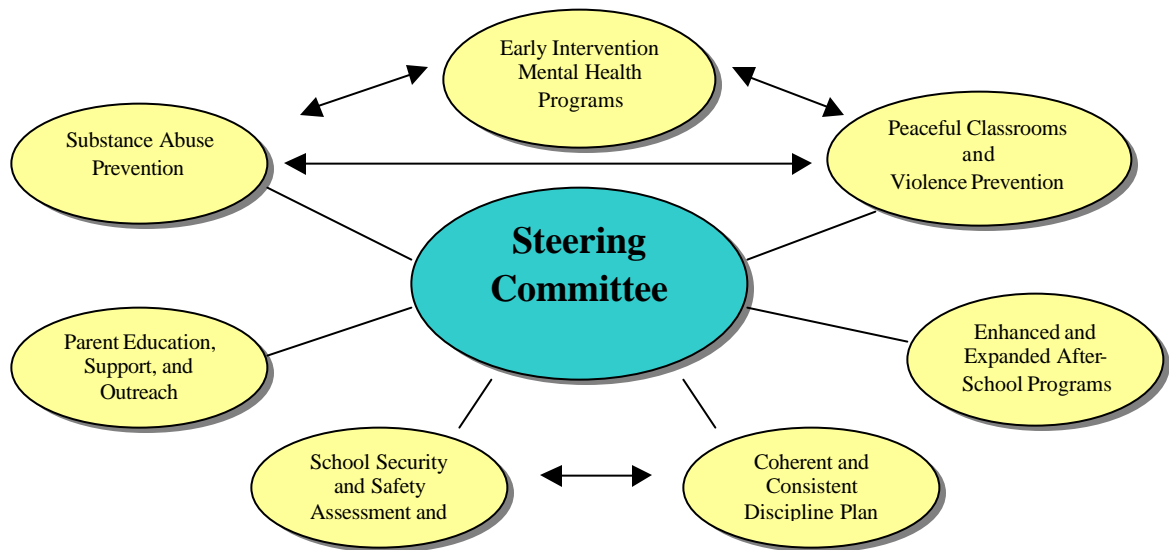 Early Intervention
Mental Health
Programs
Substance Abuse
Prevention
Peaceful Classrooms
and
Violence Prevention
Steering
Committee
Parent Education,
Support, and
Outreach
Enhanced and
Expanded After-
School Programs
School Security
and Safety
Assessment and
Coherent and
Consistent
Discipline Plan